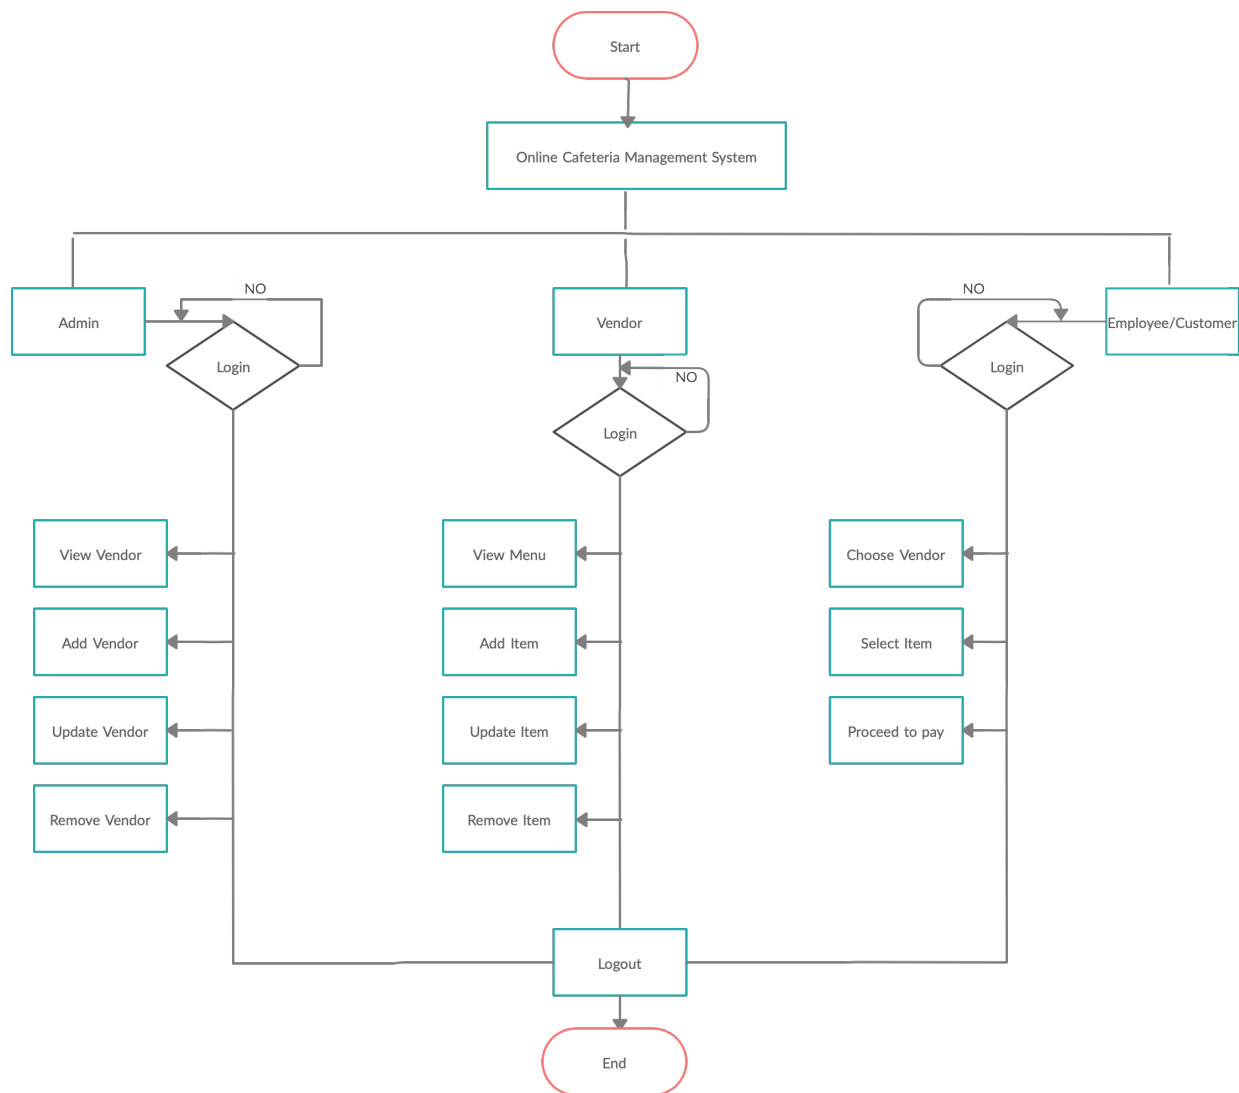 Start
Online Cafeteria Management System
NO
NO
Admin
Vendor
Employee/Customer
Login
Login
NO
Login
View Vendor
View Menu
Choose Vendor
Add Vendor
Add Item
Select Item
Update Vendor
Update Item
Proceed to pay
Remove Vendor
Remove Item
Logout
End